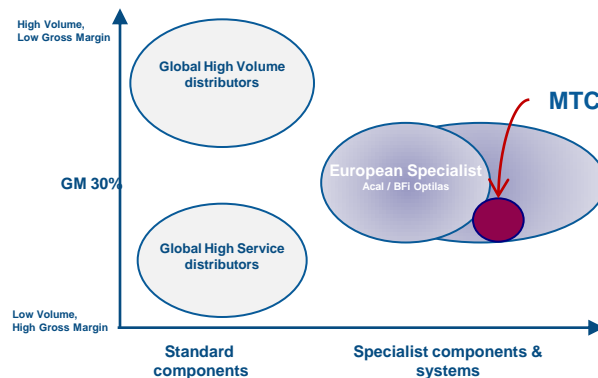 High Volume,
Low Gross Margin
Global High Volume
distributors
MTC
European Specialist
Acal / BFi Optilas
GM 30%
Global High Service
distributors
Low Volume,
High Gross Margin
Standard
components
Specialist components &
systems